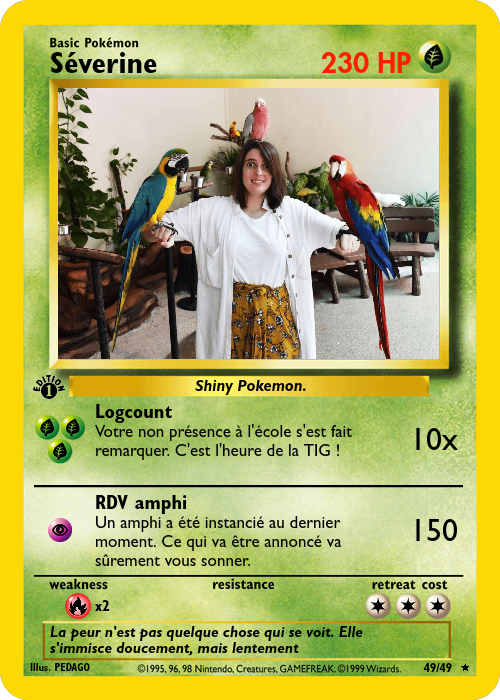 Basic Pokémon
Séverine
230 HP
Shiny Pokemon.
EDITION
1
Logcount
Votre non présence à l'école s'est fait
remarquer. C'est l'heure de la TIG !
10x
RDV amphi
Un amphi a été instancié au dernier
moment. Ce qui va être annoncé va
sûrement vous sonner.
150
weakness
resistance
retreat cost
x2
La peur n'est pas quelque chose qui se voit. Elle
s'immisce doucement, mais lentement
Illus. PEDAGO
©1995, 96, 98 Nintendo, Creatures, GAMEFREAK. ©1999 Wizards.
49/49